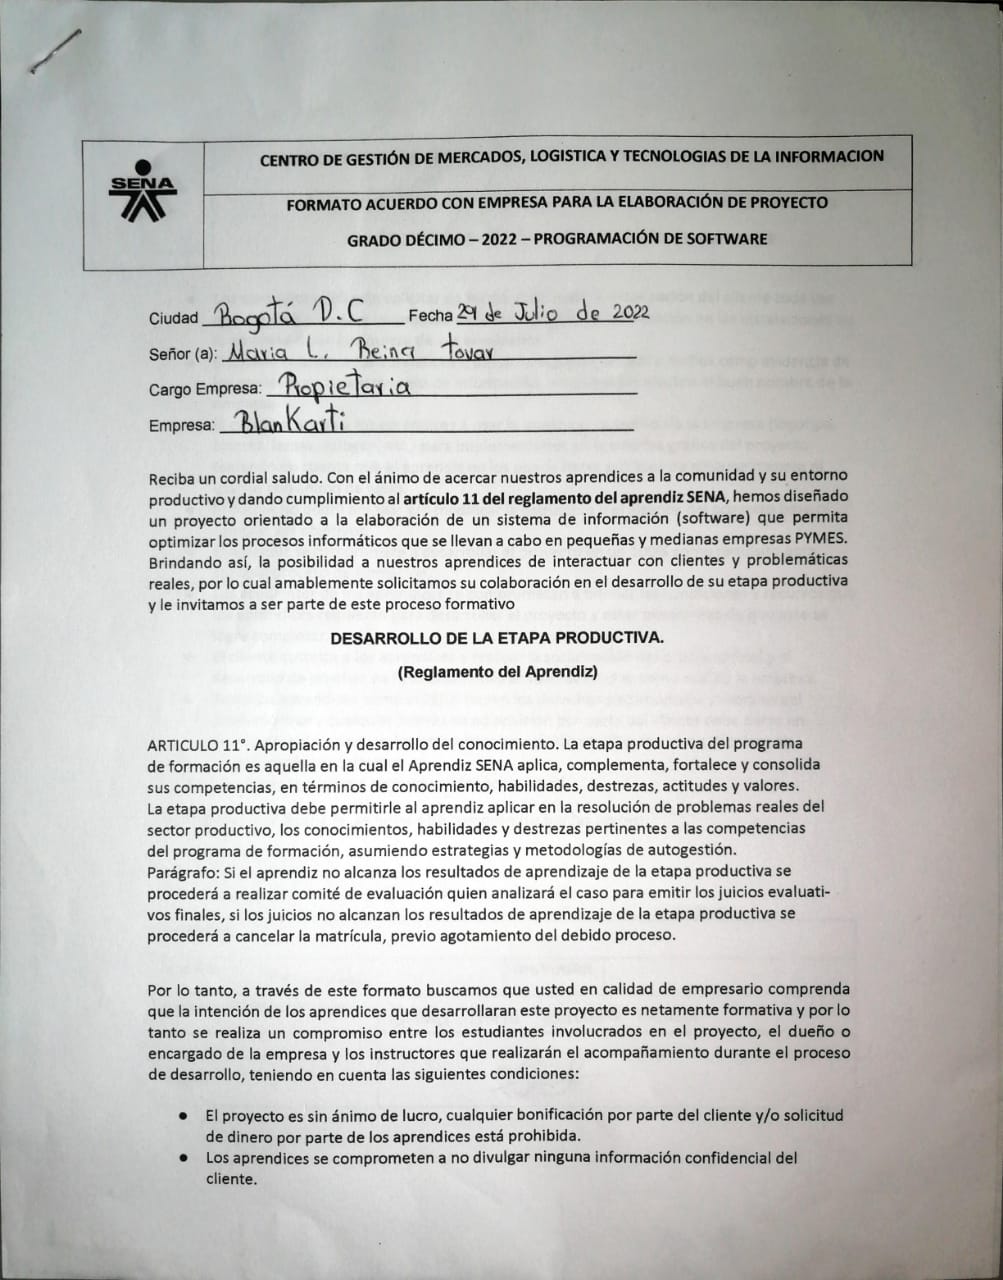 SENA
CENTRO DE GESTIÓN DE MERCADOS, LOGISTICA Y TECNOLOGIAS DE LA INFORMACION
FORMATO ACUERDO CON EMPRESA PARA LA ELABORACIÓN DE PROYECTO
GRADO DÉCIMO – 2022 – PROGRAMACIÓN DE SOFTWARE
Ciudad Bogotá D.C Fecha 29 de Julio de 2022
Señor (a): Maria L. Reina tovar
Cargo Empresa: Propietaria
Empresa: BlanKarti
Reciba un cordial saludo. Con el ánimo de acercar nuestros aprendices a la comunidad y su entorno
productivo y dando cumplimiento al artículo 11 del reglamento del aprendiz SENA, hemos diseñado
un proyecto orientado a la elaboración de un sistema de información (software) que permita
optimizar los procesos informáticos que se llevan a cabo en pequeñas y medianas empresas PYMES.
Brindando así, la posibilidad a nuestros aprendices de interactuar con clientes y problemáticas
reales, por lo cual amablemente solicitamos su colaboración en el desarrollo de su etapa productiva
y le invitamos a ser parte de este proceso formativo
DESARROLLO DE LA ETAPA PRODUCTIVA.
(Reglamento del Aprendiz)
ARTICULO 11°. Apropiación y desarrollo del conocimiento. La etapa productiva del programa
de formación es aquella en la cual el Aprendiz SENA aplica, complementa, fortalece y consolida
sus competencias, en términos de conocimiento, habilidades, destrezas, actitudes y valores.
La etapa productiva debe permitirle al aprendiz aplicar en la resolución de problemas reales del
sector productivo, los conocimientos, habilidades y destrezas pertinentes a las competencias
del programa de formación, asumiendo estrategias y metodologías de autogestión.
Parágrafo: Si el aprendiz no alcanza los resultados de aprendizaje de la etapa productiva se
procederá a realizar comité de evaluación quien analizará el caso para emitir los juicios evaluati-
vos finales, si los juicios no alcanzan los resultados de aprendizaje de la etapa productiva se
procederá a cancelar la matrícula, previo agotamiento del debido proceso.
Por lo tanto, a través de este formato buscamos que usted en calidad de empresario comprenda
que la intención de los aprendices que desarrollaran este proyecto es netamente formativa y por lo
tanto se realiza un compromiso entre los estudiantes involucrados en el proyecto, el dueño o
encargado de la empresa y los instructores que realizarán el acompañamiento durante el proceso
de desarrollo, teniendo en cuenta las siguientes condiciones:
● El proyecto es sin ánimo de lucro, cualquier bonificación por parte del cliente y/o solicitud
de dinero por parte de los aprendices está prohibida.
● Los aprendices se comprometen a no divulgar ninguna información confidencial del
cliente.